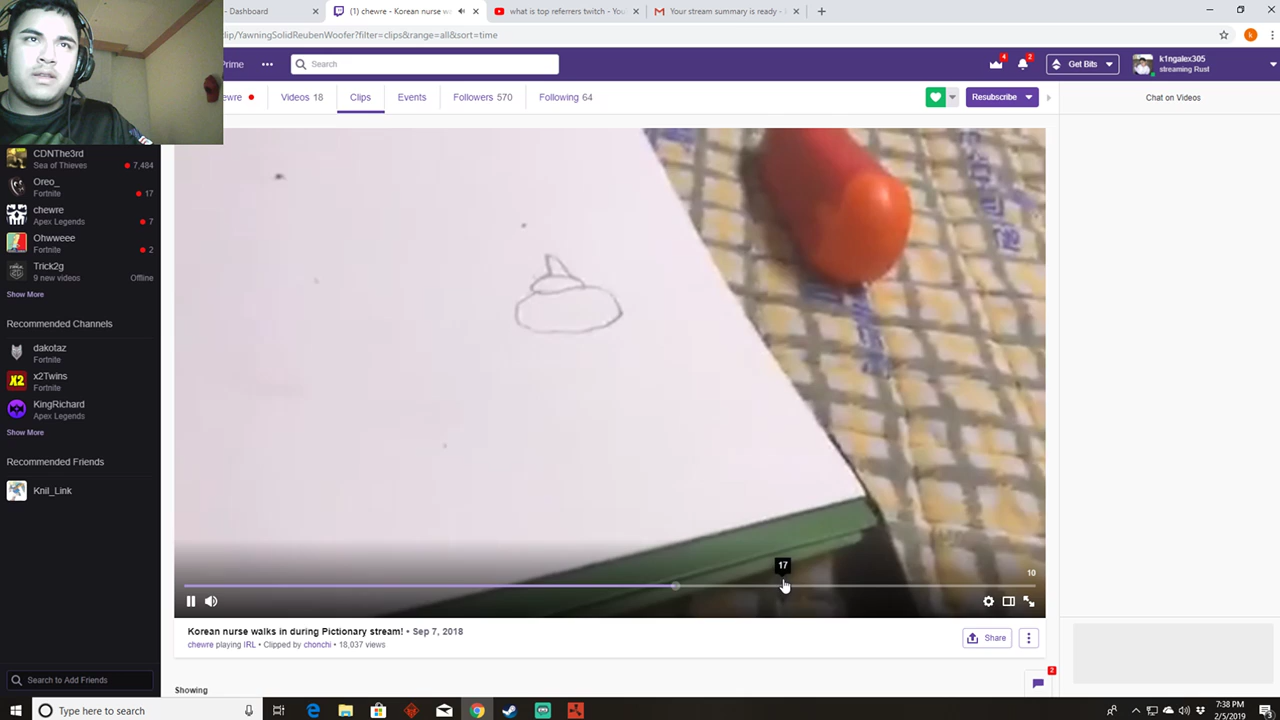 - Dashboard
(1) chewre - Korean nurse w
what is top referrers twitch - You
Your stream summary is ready - k
lip/YawningSolidReubenWoofer?filter=clips&range=all&sort=time
Prime
Search
4
2
Get Bits
k1ngalex305
streaming Rust
ewre
Videos 18
Clips
Events
Followers 570
Following 64
Resubscribe
Chat on Videos
CDNThe3rd
Sea of Thieves
7,484
Oreo_
Fortnite
17
chewre
Apex Legends
7
Ohwweee
Fortnite
2
Trick2g
9 new videos
Offline
Show More
Recommended Channels
dakotaz
Fortnite
X2
x2Twins
Fortnite
KingRichard
Apex Legends
Show More
Recommended Friends
Knil_Link
17
10
Korean nurse walks in during Pictionary stream! • Sep 7, 2018
chewre playing IRL • Clipped by chonchi • 18,037 views
Share
2
Showing
Search to Add Friends
Type here to search
7:38 PM
2/5/2019
3